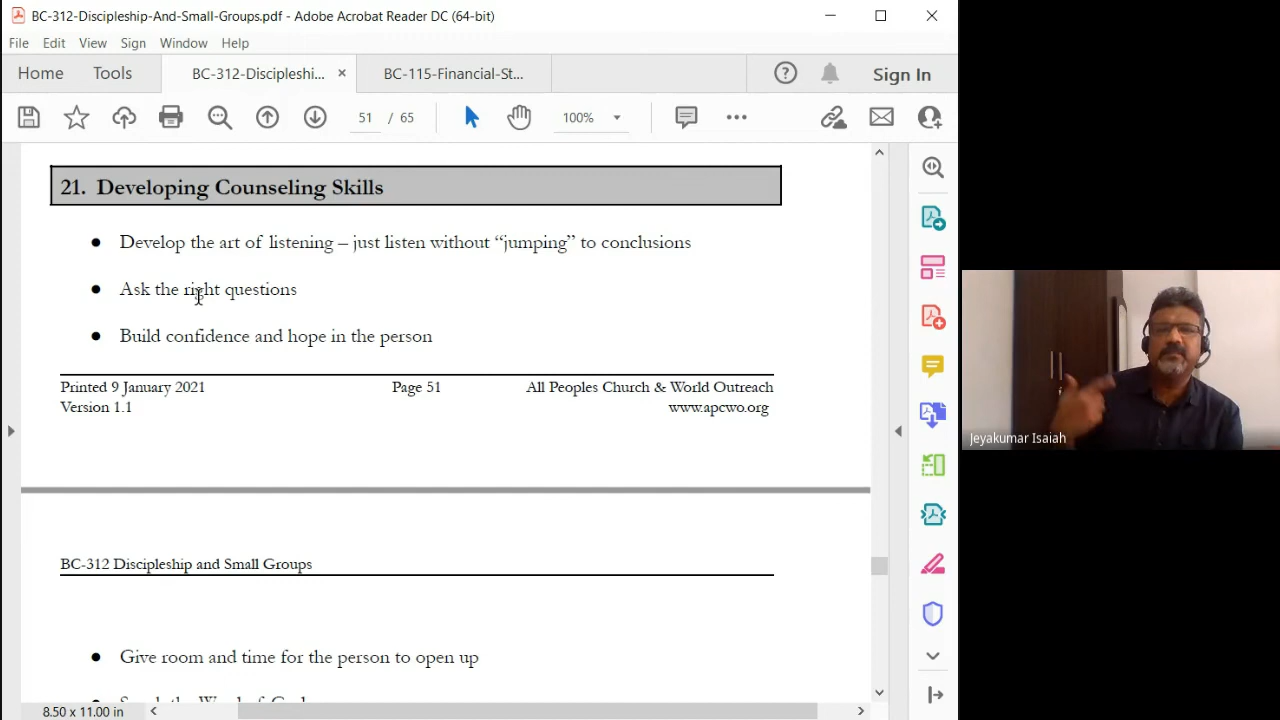 BC-312-Discipleship-And-Small-Groups.pdf - Adobe Acrobat Reader DC (64-bit)
File Edit View Sign Window Help
Home Tools BC-312-Discipleshi... × BC-115-Financial-St... Sign In
51 / 65 100%
21. Developing Counseling Skills
● Develop the art of listening – just listen without “jumping” to conclusions
● Ask the right questions
● Build confidence and hope in the person
Printed 9 January 2021 Page 51 All Peoples Church & World Outreach
Version 1.1 www.apcwo.org
Jeyakumar Isaiah
BC-312 Discipleship and Small Groups
● Give room and time for the person to open up
8.50 x 11.00 in